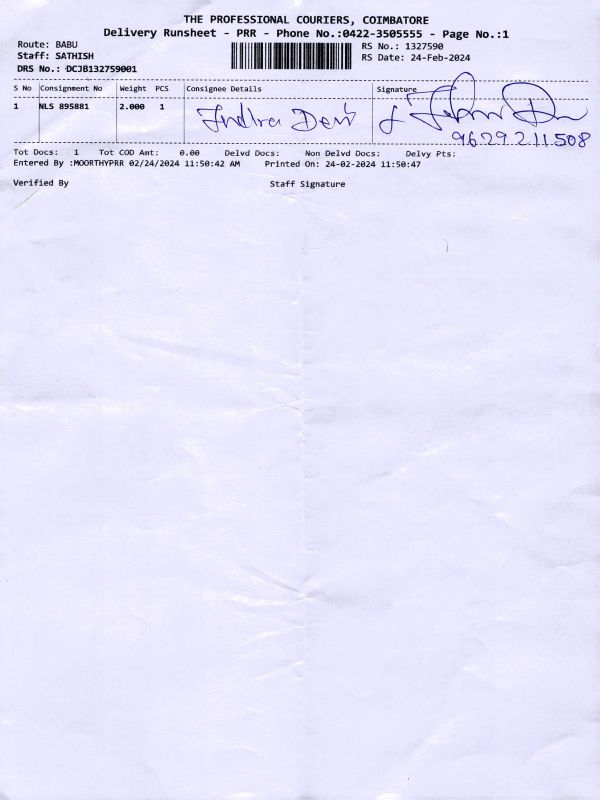 THE PROFESSIONAL COURIERS, COIMBATORE
Delivery Runsheet - PRR - Phone No.:0422-3505555 - Page No.:1
Route: BABU
RS No.: 1327590
Staff: SATHISH
RS Date: 24-Feb-2024
DRS No.: DCJB132759001
S No Consignment No Weight PCS Consignee Details Signature
1 NLS 895881 2.000 1 Indira Devi
9629211508
Tot Docs: 1 Tot COD Amt: 0.00 Delvd Docs: Non Delvd Docs: Delvy Pts:
Entered By :MOORTHYPRR 02/24/2024 11:50:42 AM Printed On: 24-02-2024 11:50:47
Verified By Staff Signature